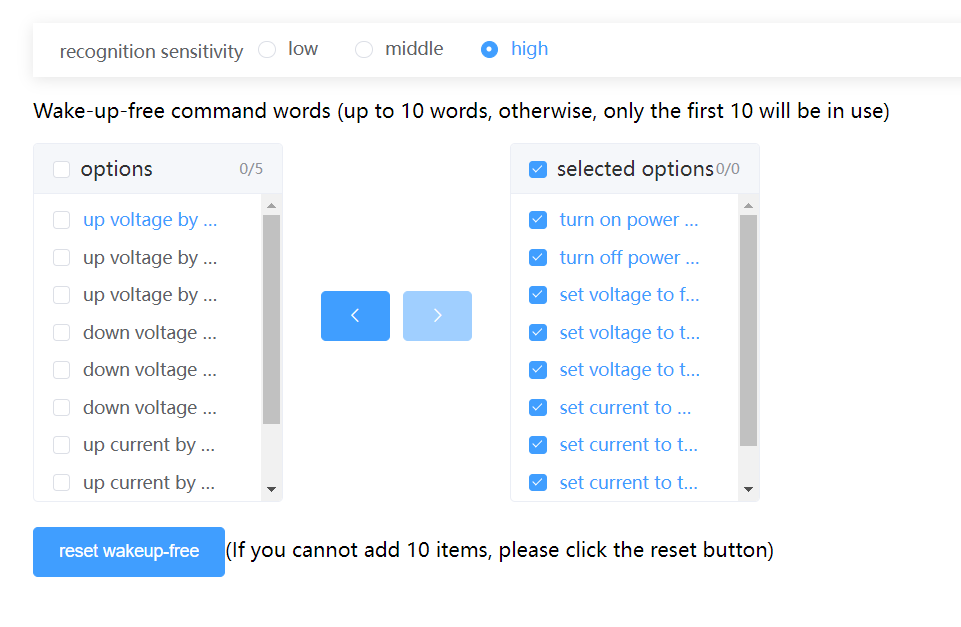 recognition sensitivity low middle high
Wake-up-free command words (up to 10 words, otherwise, only the first 10 will be in use)
options 0/5
up voltage by ...
up voltage by ...
up voltage by ...
down voltage ...
down voltage ...
down voltage ...
up current by ...
up current by ...
selected options 0/0
turn on power ...
turn off power ...
set voltage to f...
set voltage to t...
set voltage to t...
set current to ...
set current to t...
set current to t...
reset wakeup-free (If you cannot add 10 items, please click the reset button)